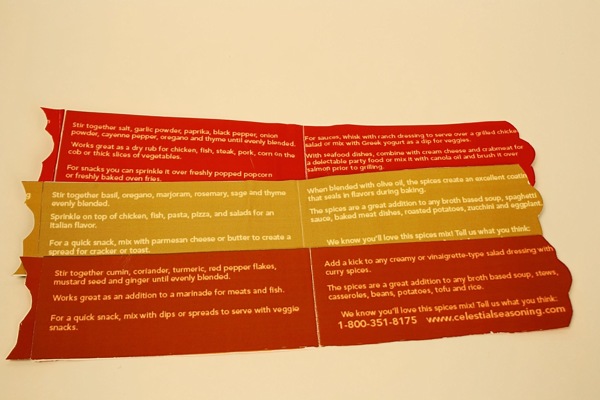 Stir together salt, garlic powder, paprika, black pepper, onion
powder, cayenne pepper, oregano and thyme until evenly blended.
Works great as a dry rub for chicken, fish, steak, pork, corn on the
cob or thick slices of vegetables.
For snacks you can sprinkle it over freshly popped popcorn
or freshly baked oven fries.
For sauces, whisk with ranch dressing to serve over a grilled chicke
salad or mix with Greek yogurt as a dip for veggies.
With seafood dishes, combine with cream cheese and crabmeat for
a delectable party food or mix it with canola oil and brush it over
salmon prior to grilling.
Stir together basil, oregano, marjoram, rosemary, sage and thyme
evenly blended.
Sprinkle on top of chicken, fish, pasta, pizza, and salads for an
Italian flavor.
For a quick snack, mix with parmesan cheese or butter to create a
spread for cracker or toast.
When blended with olive oil, the spices create an excellent coatin
that seals in flavors during baking.
The spices are a great addition to any broth based soup, spaghetti
sauce, baked meat dishes, roasted potatoes, zucchini and eggplant.
We know you'll love this spices mix! Tell us what you think:
Stir together cumin, coriander, turmeric, red pepper flakes,
mustard seed and ginger until evenly blended.
Works great as an addition to a marinade for meats and fish.
For a quick snack, mix with dips or spreads to serve with veggie
snacks.
Add a kick to any creamy or vinaigrette-type salad dressing with
curry spices.
The spices are a great addition to any broth based soup, stews,
casseroles, beans, potatoes, tofu and rice.
We know you'll love this spices mix! Tell us what you think:
1-800-351-8175 www.celestialseasoning.com